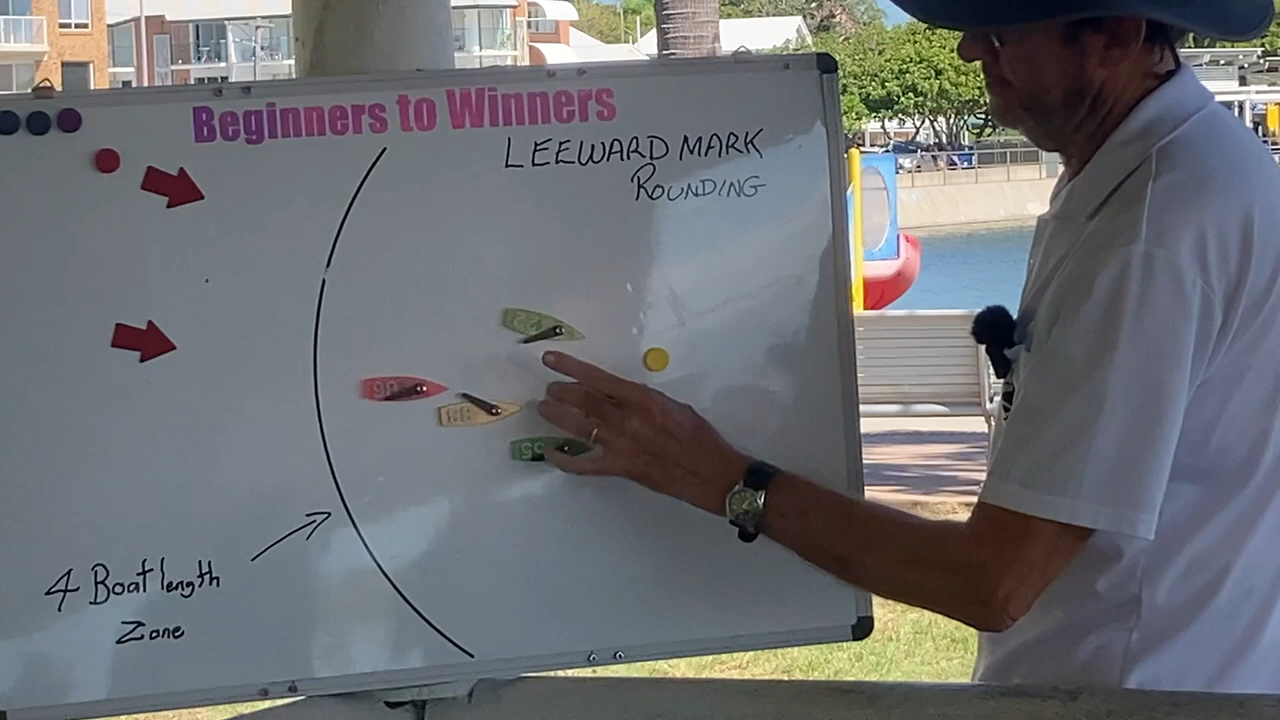 Beginners to Winners
LEEWARD MARK
ROUNDING
4 Boat length
Zone